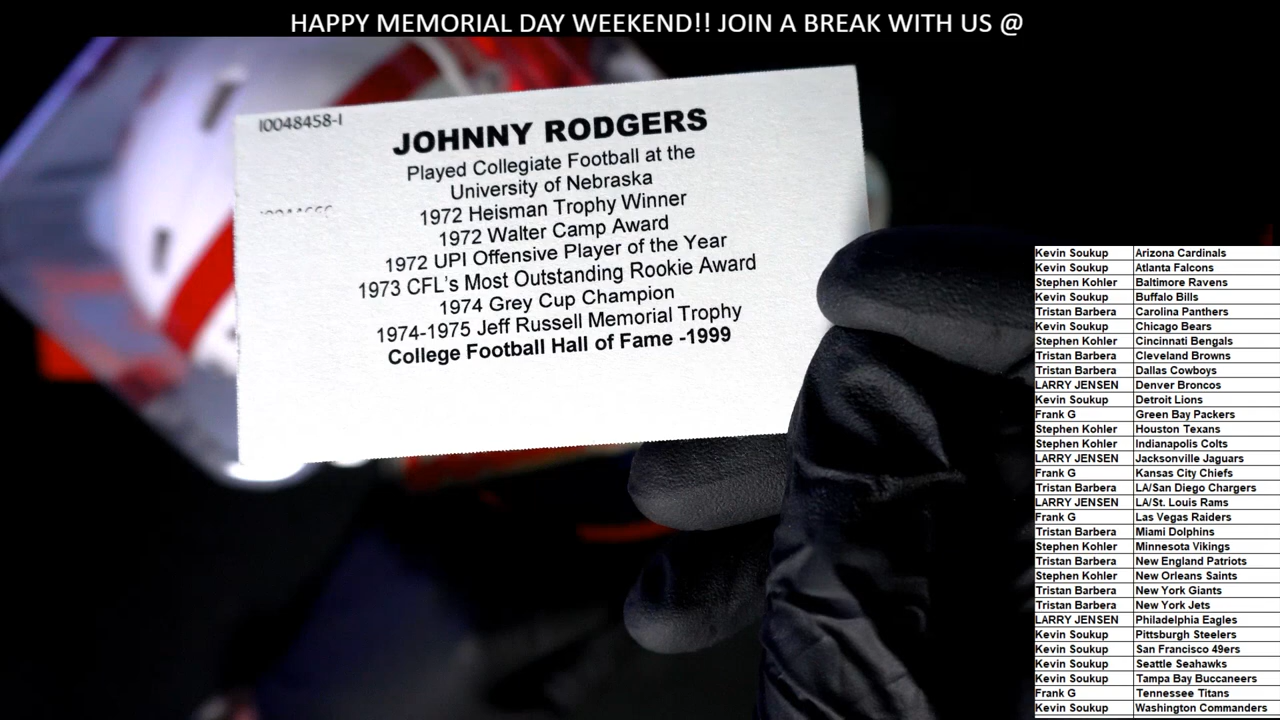 HAPPY MEMORIAL DAY WEEKEND!! JOIN A BREAK WITH US @
I0048458-I
JOHNNY RODGERS
Played Collegiate Football at the
University of Nebraska
1972 Heisman Trophy Winner
1972 Walter Camp Award
1972 UPI Offensive Player of the Year
1973 CFL's Most Outstanding Rookie Award
1974 Grey Cup Champion
1974-1975 Jeff Russell Memorial Trophy
College Football Hall of Fame -1999
Kevin Soukup Arizona Cardinals
Kevin Soukup Atlanta Falcons
Stephen Kohler Baltimore Ravens
Kevin Soukup Buffalo Bills
Tristan Barbera Carolina Panthers
Kevin Soukup Chicago Bears
Stephen Kohler Cincinnati Bengals
Tristan Barbera Cleveland Browns
Tristan Barbera Dallas Cowboys
LARRY JENSEN Denver Broncos
Kevin Soukup Detroit Lions
Frank G Green Bay Packers
Stephen Kohler Houston Texans
Stephen Kohler Indianapolis Colts
LARRY JENSEN Jacksonville Jaguars
Frank G Kansas City Chiefs
Tristan Barbera LA/San Diego Chargers
LARRY JENSEN LA/St. Louis Rams
Frank G Las Vegas Raiders
Tristan Barbera Miami Dolphins
Stephen Kohler Minnesota Vikings
Tristan Barbera New England Patriots
Stephen Kohler New Orleans Saints
Tristan Barbera New York Giants
Tristan Barbera New York Jets
LARRY JENSEN Philadelphia Eagles
Kevin Soukup Pittsburgh Steelers
Kevin Soukup San Francisco 49ers
Kevin Soukup Seattle Seahawks
Kevin Soukup Tampa Bay Buccaneers
Frank G Tennessee Titans
Kevin Soukup Washington Commanders